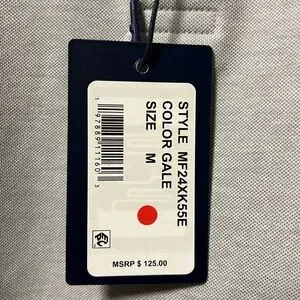 STYLE MF24XK55E
COLOR GALE
SIZE M
MSRP $ 125.00